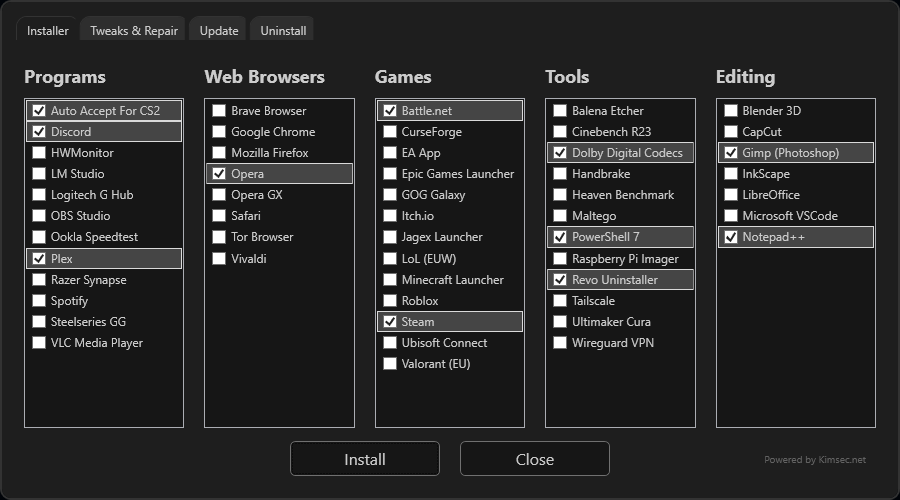 Installer
Tweaks & Repair
Update
Uninstall
Programs
Auto Accept For CS2
Discord
HWMonitor
LM Studio
Logitech G Hub
OBS Studio
Ookla Speedtest
Plex
Razer Synapse
Spotify
Steelseries GG
VLC Media Player
Web Browsers
Brave Browser
Google Chrome
Mozilla Firefox
Opera
Opera GX
Safari
Tor Browser
Vivaldi
Games
Battle.net
CurseForge
EA App
Epic Games Launcher
GOG Galaxy
Itch.io
Jagex Launcher
LoL (EUW)
Minecraft Launcher
Roblox
Steam
Ubisoft Connect
Valorant (EU)
Tools
Balena Etcher
Cinebench R23
Dolby Digital Codecs
Handbrake
Heaven Benchmark
Maltego
PowerShell 7
Raspberry Pi Imager
Revo Uninstaller
Tailscale
Ultimaker Cura
Wireguard VPN
Editing
Blender 3D
CapCut
Gimp (Photoshop)
InkScape
LibreOffice
Microsoft VSCode
Notepad++
Install
Close
Powered by Kimsec.net